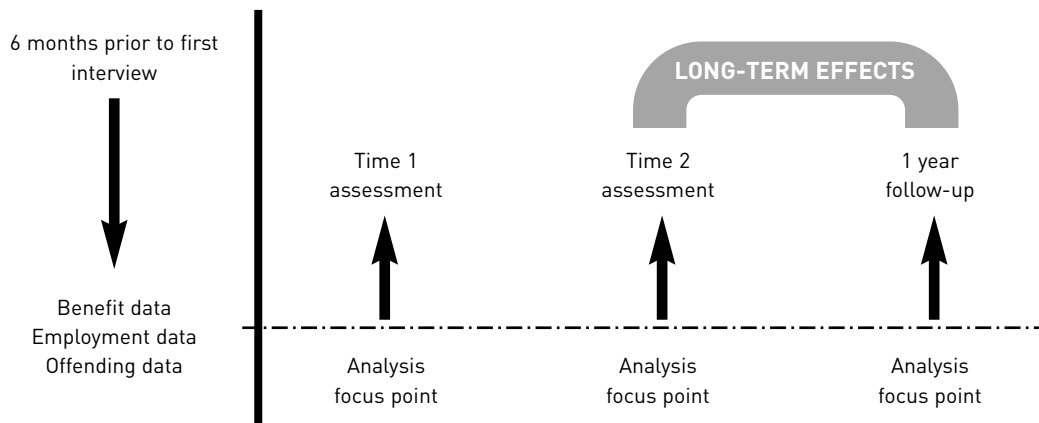 6 months prior to first
interview
Benefit data
Employment data
Offending data
LONG-TERM EFFECTS
Time 1
assessment
Time 2
assessment
1 year
follow-up
Analysis
focus point
Analysis
focus point
Analysis
focus point